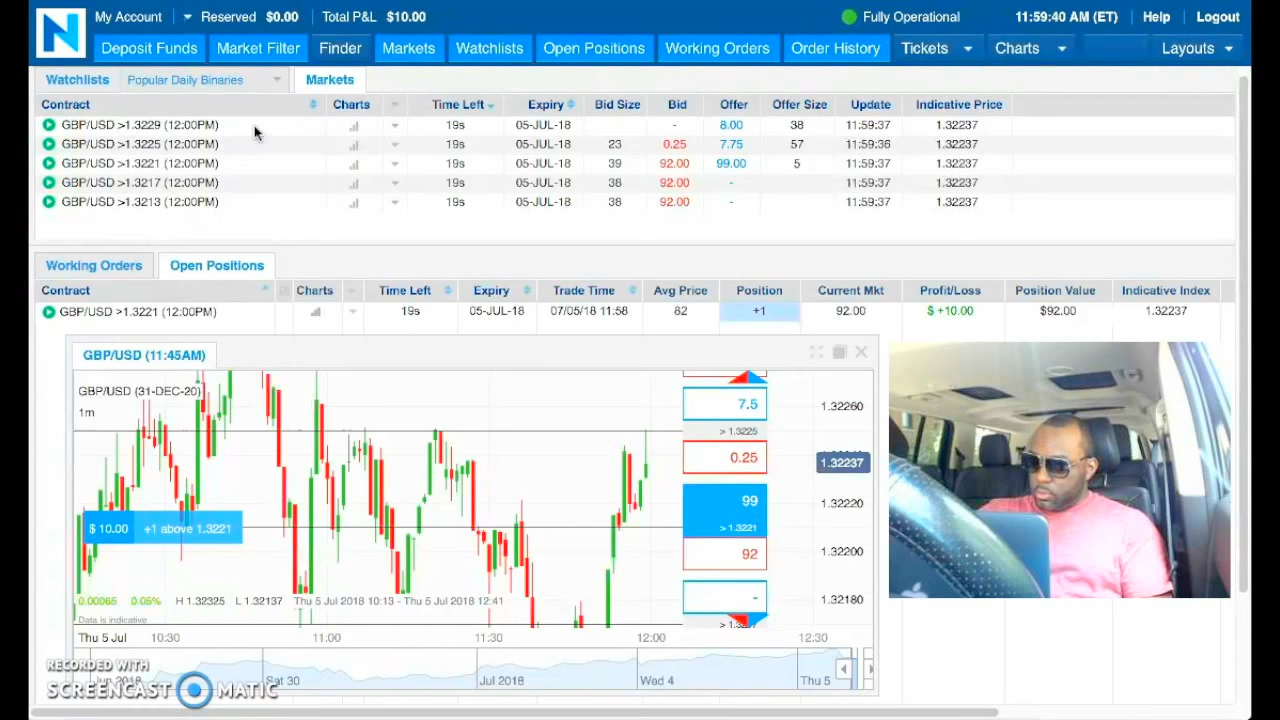 N My Account Reserved $0.00 Total P&L $10.00 Fully Operational 11:59:40 AM (ET) Help Logout
Deposit Funds Market Filter Finder Markets Watchlists Open Positions Working Orders Order History Tickets Charts Layouts
Watchlists Popular Daily Binaries Markets
Contract Charts Time Left Expiry Bid Size Bid Offer Offer Size Update Indicative Price
GBP/USD >1.3229 (12:00PM) 19s 05-JUL-18 - 8.00 38 11:59:37 1.32237
GBP/USD >1.3225 (12:00PM) 19s 05-JUL-18 23 0.25 7.75 57 11:59:36 1.32237
GBP/USD >1.3221 (12:00PM) 19s 05-JUL-18 39 92.00 99.00 5 11:59:37 1.32237
GBP/USD >1.3217 (12:00PM) 19s 05-JUL-18 38 92.00 - 11:59:37 1.32237
GBP/USD >1.3213 (12:00PM) 19s 05-JUL-18 38 92.00 - 11:59:37 1.32237
Working Orders Open Positions
Contract Charts Time Left Expiry Trade Time Avg Price Position Current Mkt Profit/Loss Position Value Indicative Index
GBP/USD >1.3221 (12:00PM) 19s 05-JUL-18 07/05/18 11:58 82 +1 92.00 $ +10.00 $92.00 1.32237
GBP/USD (11:45AM)
GBP/USD (31-DEC-20)
1m
7.5
1.32260
> 1.3225
0.25
1.32237
99
1.32220
> 1.3221
$ 10.00 +1 above 1.3221
92
1.32200
-
1.32180
0.00065 0.05% H 1.32325 L 1.32137 Thu 5 Jul 2018 10:13 - Thu 5 Jul 2018 12:41
Data is indicative
Thu 5 Jul 10:30 11:00 11:30 12:00 12:30
RECORDED WITH
Jun 2018 Sat 30 Jul 2018 Wed 4 Thu 5
SCREENCAST MATIC